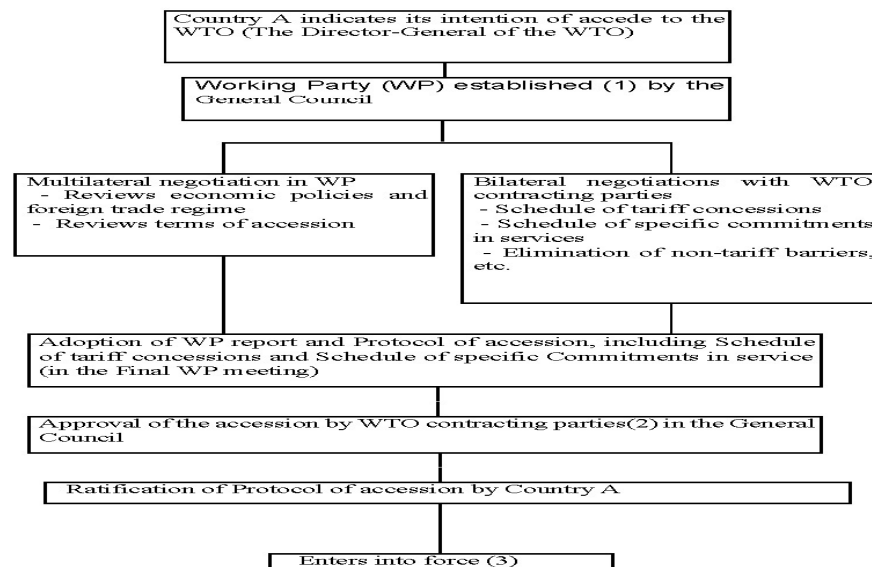 Country A indicates its intention of accede to the
WTO (The Director-General of the WTO)
Working Party (WP) established (1) by the
General Council
Multilateral negotiation in WP
- Reviews economic policies and
foreign trade regime
- Reviews terms of accession
Bilateral negotiations with WTO
contracting parties
- Schedule of tariff concessions
- Schedule of specific commitments
in services
- Elimination of non-tariff barriers,
etc.
Adoption of WP report and Protocol of accession, including Schedule
of tariff concessions and Schedule of specific Commitments in service
(in the Final WP meeting)
Approval of the accession by WTO contracting parties(2) in the General
Council
Ratification of Protocol of accession by Country A
Enters into force (3)